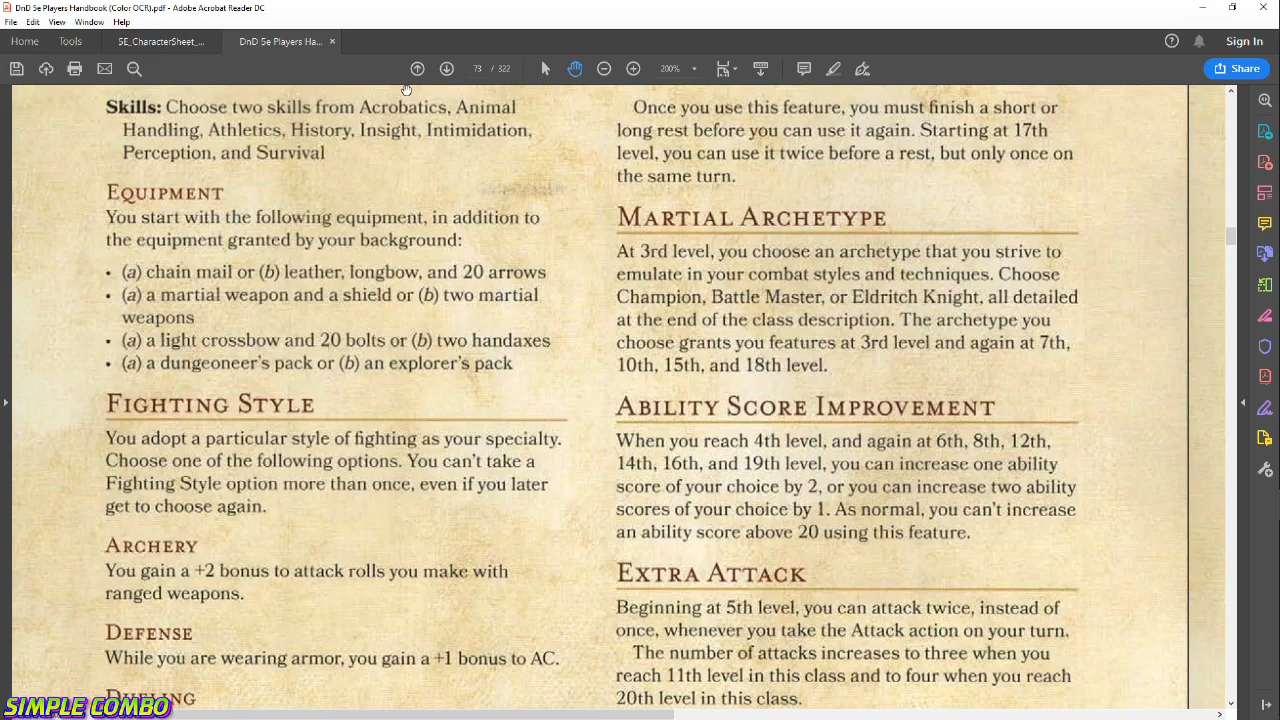 DnD 5e Players Handbook (Color OCR).pdf - Adobe Acrobat Reader DC
File Edit View Window Help
Home Tools 5E_CharacterSheet_... DnD 5e Players Ha... × Sign In
73 / 322 200% Share
Skills: Choose two skills from Acrobatics, Animal
Handling, Athletics, History, Insight, Intimidation,
Perception, and Survival
EQUIPMENT
You start with the following equipment, in addition to
the equipment granted by your background:
• (a) chain mail or (b) leather, longbow, and 20 arrows
• (a) a martial weapon and a shield or (b) two martial
weapons
• (a) a light crossbow and 20 bolts or (b) two handaxes
• (a) a dungeoneer's pack or (b) an explorer's pack
FIGHTING STYLE
You adopt a particular style of fighting as your specialty.
Choose one of the following options. You can't take a
Fighting Style option more than once, even if you later
get to choose again.
ARCHERY
You gain a +2 bonus to attack rolls you make with
ranged weapons.
DEFENSE
While you are wearing armor, you gain a +1 bonus to AC.
DUELING
Once you use this feature, you must finish a short or
long rest before you can use it again. Starting at 17th
level, you can use it twice before a rest, but only once on
the same turn.
MARTIAL ARCHETYPE
At 3rd level, you choose an archetype that you strive to
emulate in your combat styles and techniques. Choose
Champion, Battle Master, or Eldritch Knight, all detailed
at the end of the class description. The archetype you
choose grants you features at 3rd level and again at 7th,
10th, 15th, and 18th level.
ABILITY SCORE IMPROVEMENT
When you reach 4th level, and again at 6th, 8th, 12th,
14th, 16th, and 19th level, you can increase one ability
score of your choice by 2, or you can increase two ability
scores of your choice by 1. As normal, you can't increase
an ability score above 20 using this feature.
EXTRA ATTACK
Beginning at 5th level, you can attack twice, instead of
once, whenever you take the Attack action on your turn.
The number of attacks increases to three when you
reach 11th level in this class and to four when you reach
20th level in this class.
SIMPLE COMBO